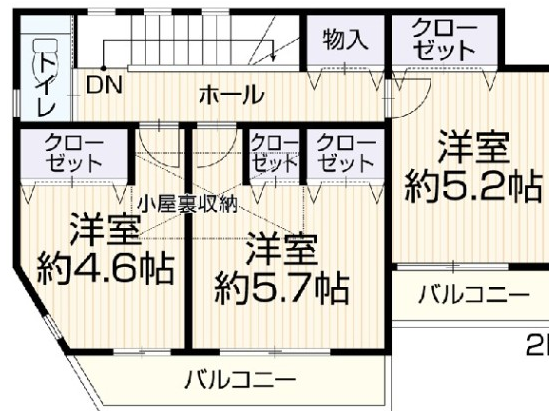 トイレ
DN
ホール
物入
クロー
ゼット
洋室
約5.2帖
バルコニー
クロー
ゼット
クロー
ゼット
クロー
ゼット
小屋裏収納
洋室
約4.6帖
洋室
約5.7帖
バルコニー